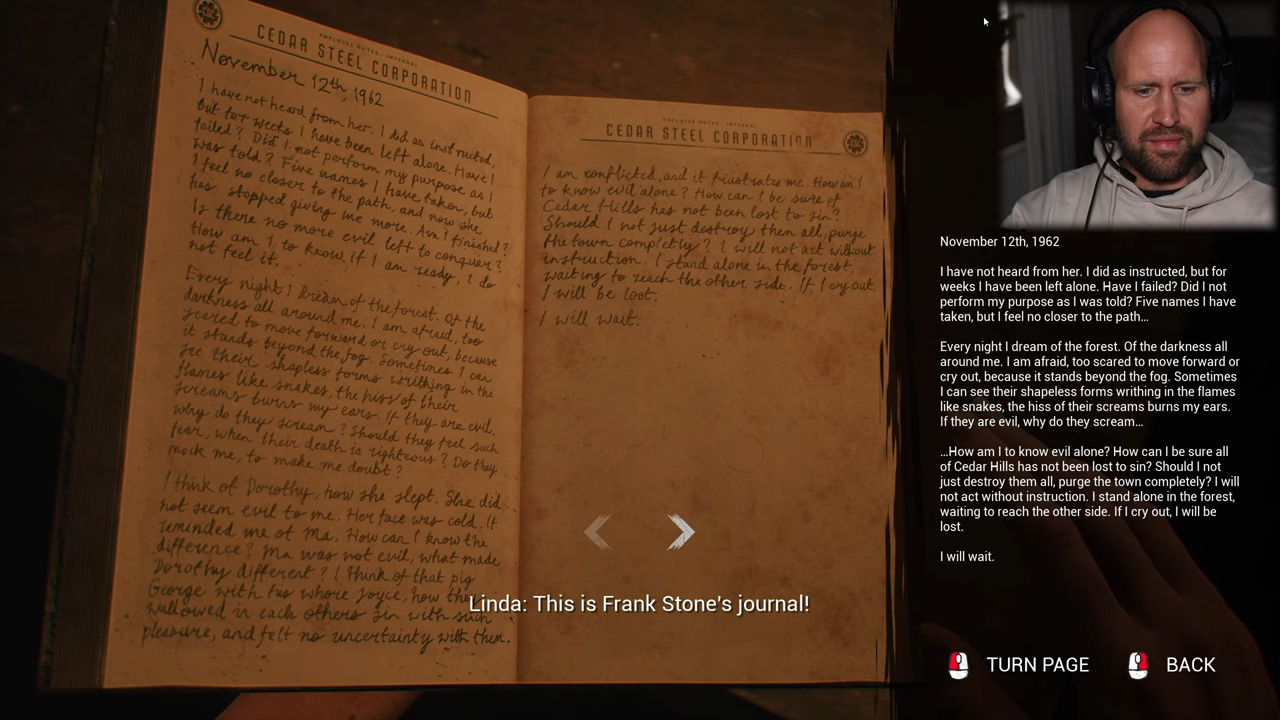 EMPLOYEE NOTES - INTERNAL
CEDAR STEEL CORPORATION
November 12th, 1962
I have not heard from her. I did as instructed,
but for weeks I have been left alone. Have I
failed? Did I not perform my purpose as I
was told? Five names I have taken, but
I feel no closer to the path. and now she
has stopped giving me more. Am I finished?
Is there no more evil left to conquer?
How am I to know if I am ready, I do
not feel it.
Every night I dream of the forest. Of the
darkness all around me. I am afraid, too
scared to move forward or cry out, because
it stands beyond the fog. Sometimes I can
see their shapless forms writhing in the
flames like snakes, the hiss of their
screams burns my ears. If they are evil,
why do they scream? Should they feel such
fear, when their death is righteous? Do they
mock me, to make me doubt?
I think of Dorothy, how she slept. She did
not seem evil to me. Her face was cold, it
reminded me of Ma. How can I know the
difference? Ma was not evil, what made
Dorothy different? I think of that pig
George with his whore Joyce, how they
wallowed in each others sin with such
pleasure, and felt no uncertainty with them.
EMPLOYEE NOTES - INTERNAL
CEDAR STEEL CORPORATION
I am conflicted, and it frustrates me. How am I
to know evil alone? How can I be sure of
Cedar Hills has not been lost to sin?
Should I not just destroy them all, purge
the town completly? I will not act without
instruction. I stand alone in the forest,
waiting to reach the other side. If I cry out,
I will be lost.
I will wait.
Linda: This is Frank Stone's journal!
November 12th, 1962
I have not heard from her. I did as instructed, but for
weeks I have been left alone. Have I failed? Did I not
perform my purpose as I was told? Five names I have
taken, but I feel no closer to the path...
Every night I dream of the forest. Of the darkness all
around me. I am afraid, too scared to move forward or
cry out, because it stands beyond the fog. Sometimes
I can see their shapeless forms writhing in the flames
like snakes, the hiss of their screams burns my ears.
If they are evil, why do they scream...
...How am I to know evil alone? How can I be sure all
of Cedar Hills has not been lost to sin? Should I not
just destroy them all, purge the town completely? I will
not act without instruction. I stand alone in the forest,
waiting to reach the other side. If I cry out, I will be
lost.
I will wait.
TURN PAGE
BACK